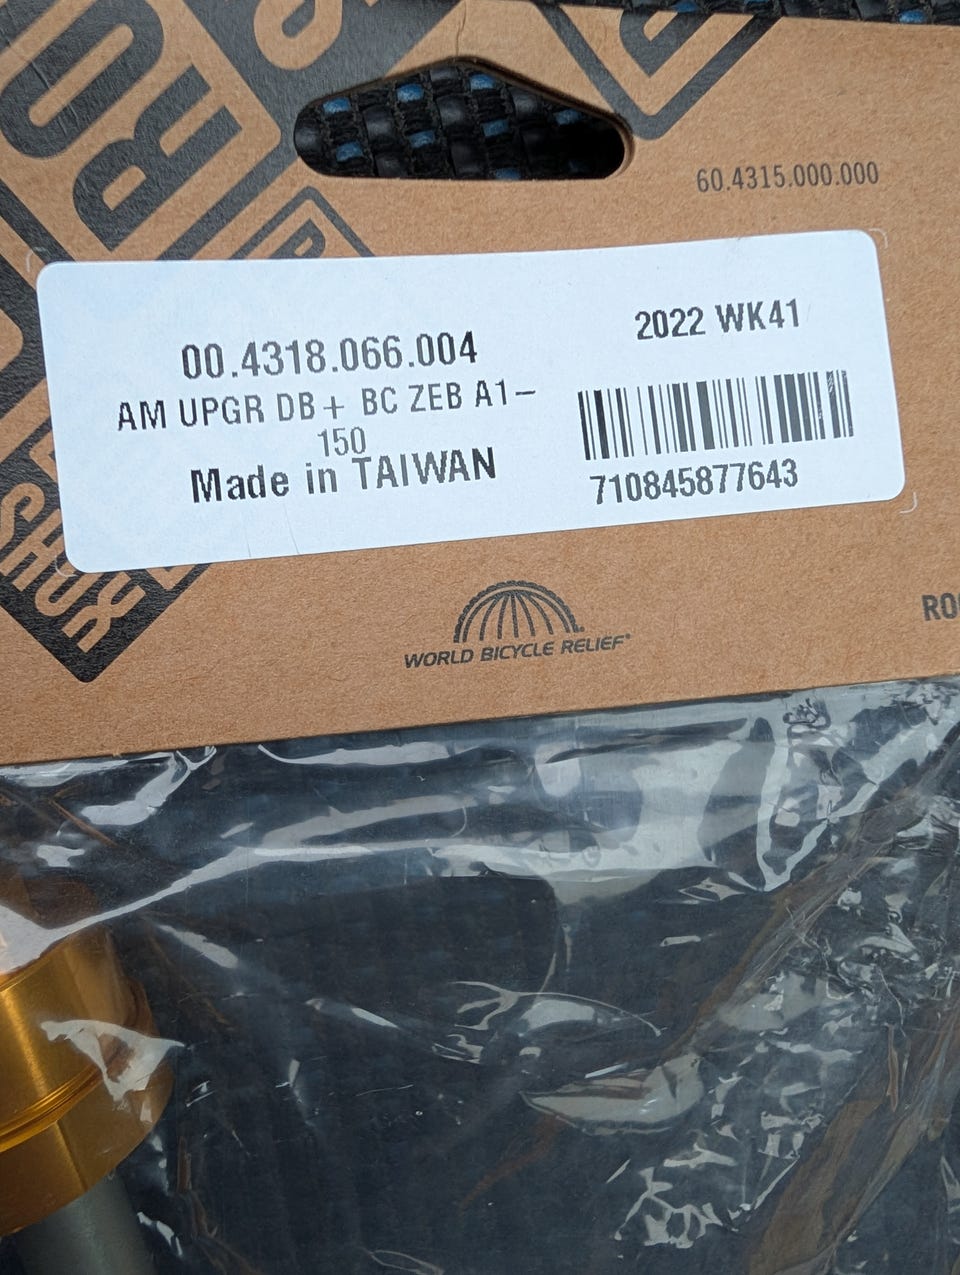 60.4315.000.000
2022 WK41
00.4318.066.004
AM UPGR DB+ BC ZEB A1-
150
Made in TAIWAN
710845877643
WORLD BICYCLE RELIEF